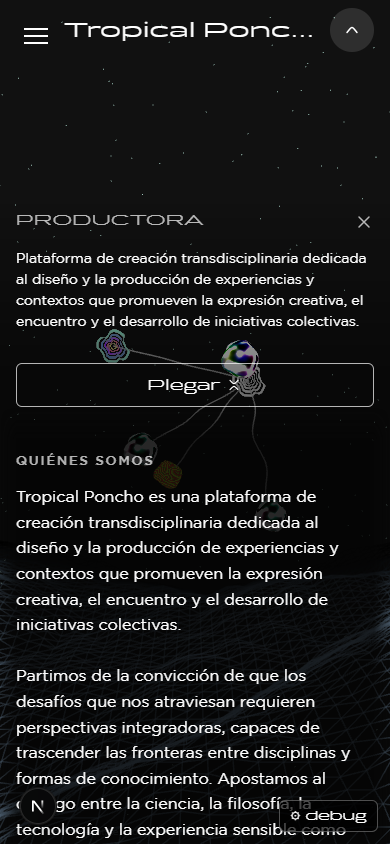 Tropical Ponc...
PRODUCTORA
Plataforma de creación transdisciplinaria dedicada
al diseño y la producción de experiencias y
contextos que promueven la expresión creativa, el
encuentro y el desarrollo de iniciativas colectivas.
Plegar
QUIÉNES SOMOS
Tropical Poncho es una plataforma de
creación transdisciplinaria dedicada al
diseño y la producción de experiencias y
contextos que promueven la expresión
creativa, el encuentro y el desarrollo de
iniciativas colectivas.
Partimos de la convicción de que los
desafíos que nos atraviesan requieren
perspectivas integradoras, capaces de
trascender las fronteras entre disciplinas y
formas de conocimiento. Apostamos al
entre la ciencia, la filosofía, la
N
debug
tecnología y la experiencia sensible como